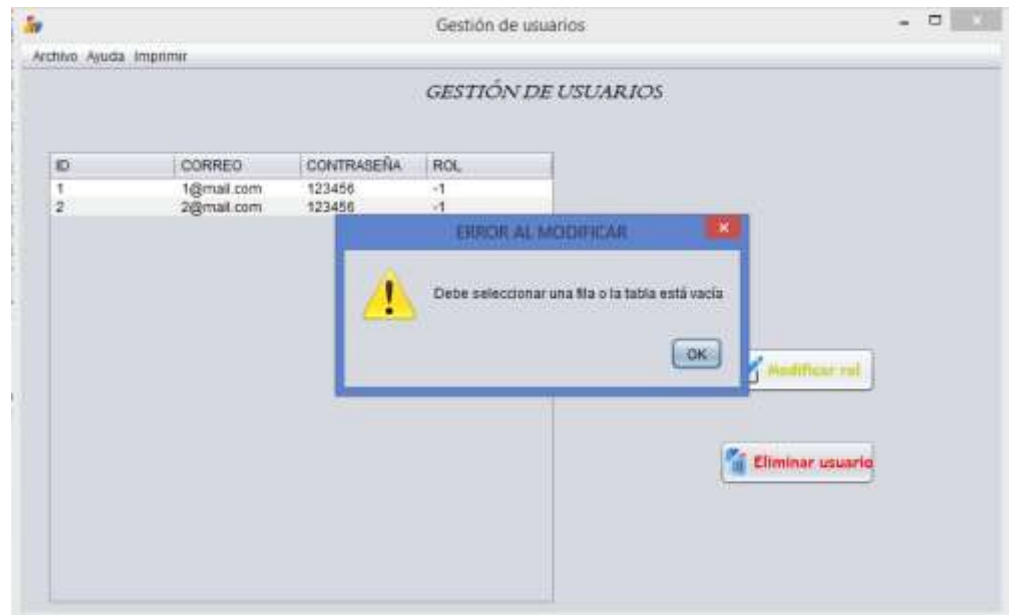 Gestión de usuarios
Archivo Ayuda Imprimir
GESTIÓN DE USUARIOS
ID CORREO CONTRASEÑA ROL
1 1@mail.com 123456 -1
2 2@mail.com 123456 -1
ERROR AL MODIFICAR
Debe seleccionar una fila o la tabla está vacía
OK
Modificar rol
Eliminar usuario